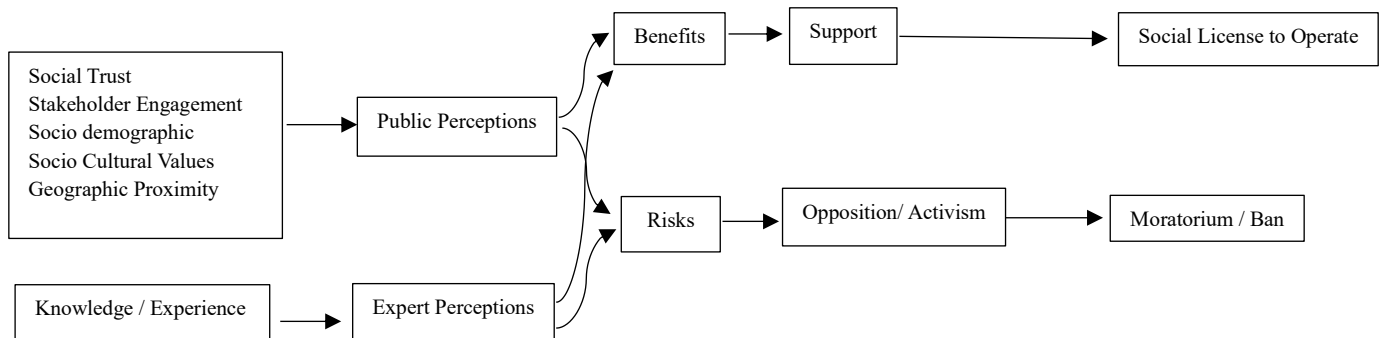 Social Trust
Stakeholder Engagement
Socio demographic
Socio Cultural Values
Geographic Proximity
Public Perceptions
Benefits
Support
Social License to Operate
Risks
Opposition/ Activism
Moratorium / Ban
Knowledge / Experience
Expert Perceptions